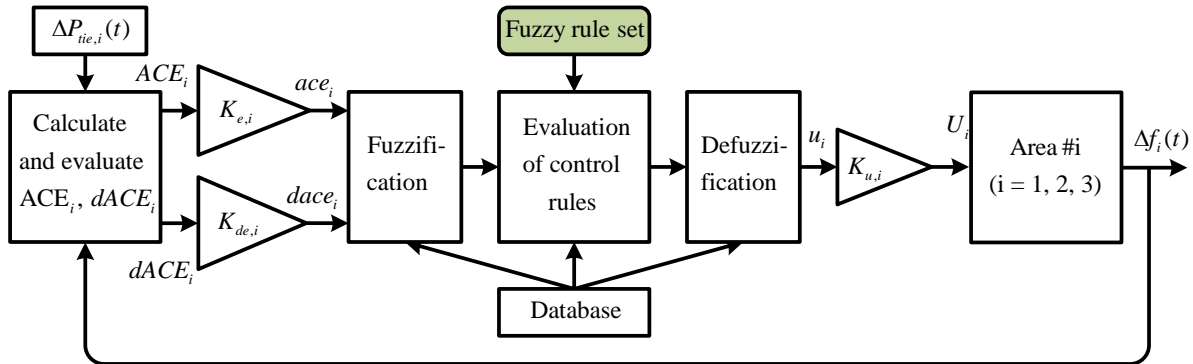 ΔP_{tie,i}(t)
Fuzzy rule set
ACE_i
K_{e,i}
ace_i
Calculate
and evaluate
ACE_i, dACE_i
Fuzzifi-
cation
Evaluation
of control
rules
Defuzzi-
fication
u_i
K_{u,i}
U_i
Area #i
(i = 1, 2, 3)
Δf_i(t)
K_{de,i}
dace_i
dACE_i
Database